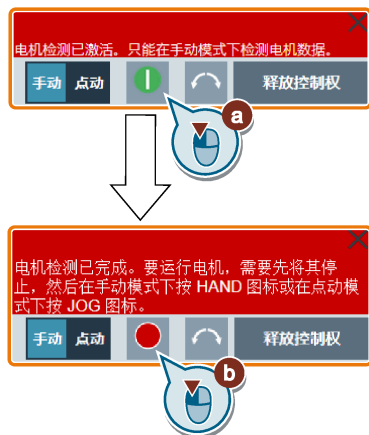 电机检测已激活。只能在手动模式下检测电机数据。
手动 点动 释放控制权
a
电机检测已完成。要运行电机，需要先将其停
止，然后在手动模式下按 HAND 图标或在点动模
式下按 JOG 图标。
手动 点动 释放控制权
b